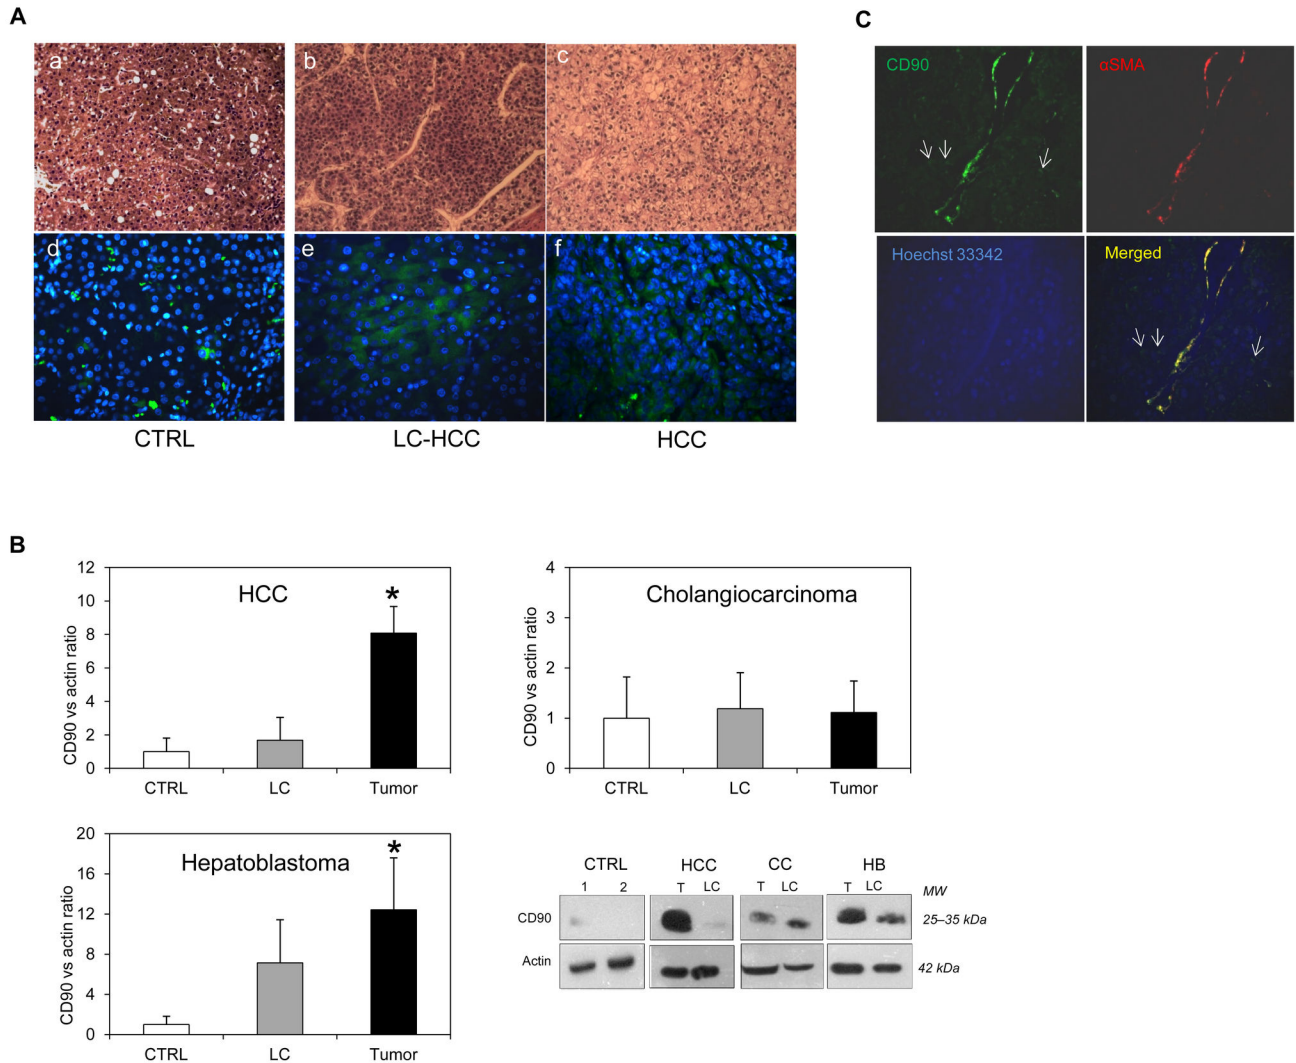 A
a
b
c
d
e
f
CTRL
LC-HCC
HCC
C
CD90
αSMA
Hoechst 33342
Merged
B
12
10
8
6
4
2
0
CD90 vs actin ratio
HCC
*
CTRL
LC
Tumor
4
3
2
1
0
CD90 vs actin ratio
Cholangiocarcinoma
CTRL
LC
Tumor
20
16
12
8
4
0
CD90 vs actin ratio
Hepatoblastoma
*
CTRL
LC
Tumor
CTRL HCC CC HB
1 2 T LC T LC T LC MW
CD90 25–35 kDa
Actin 42 kDa